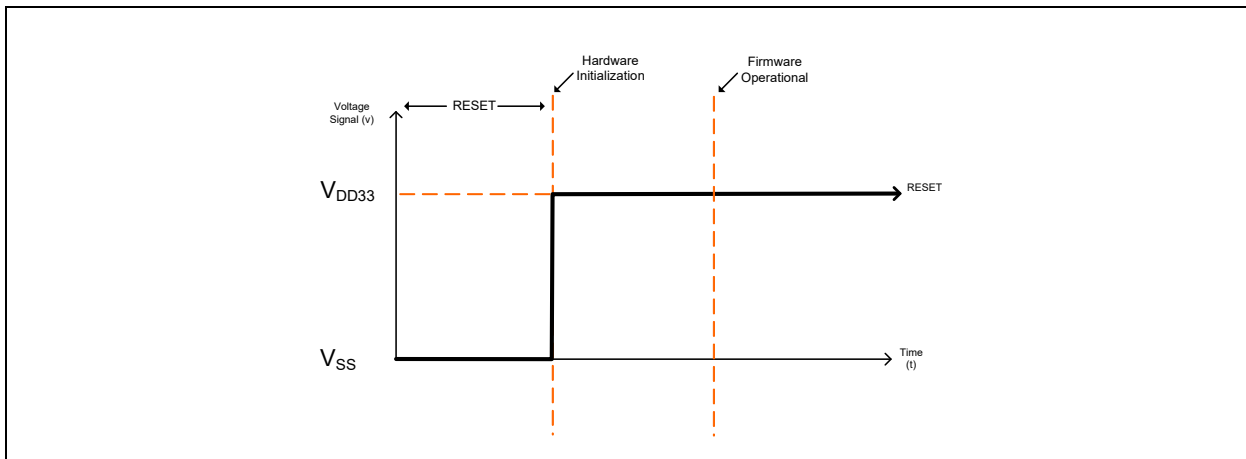 Hardware
Initialization
Firmware
Operational
Voltage
Signal (v)
RESET
VDD33
RESET
VSS
Time
(t)